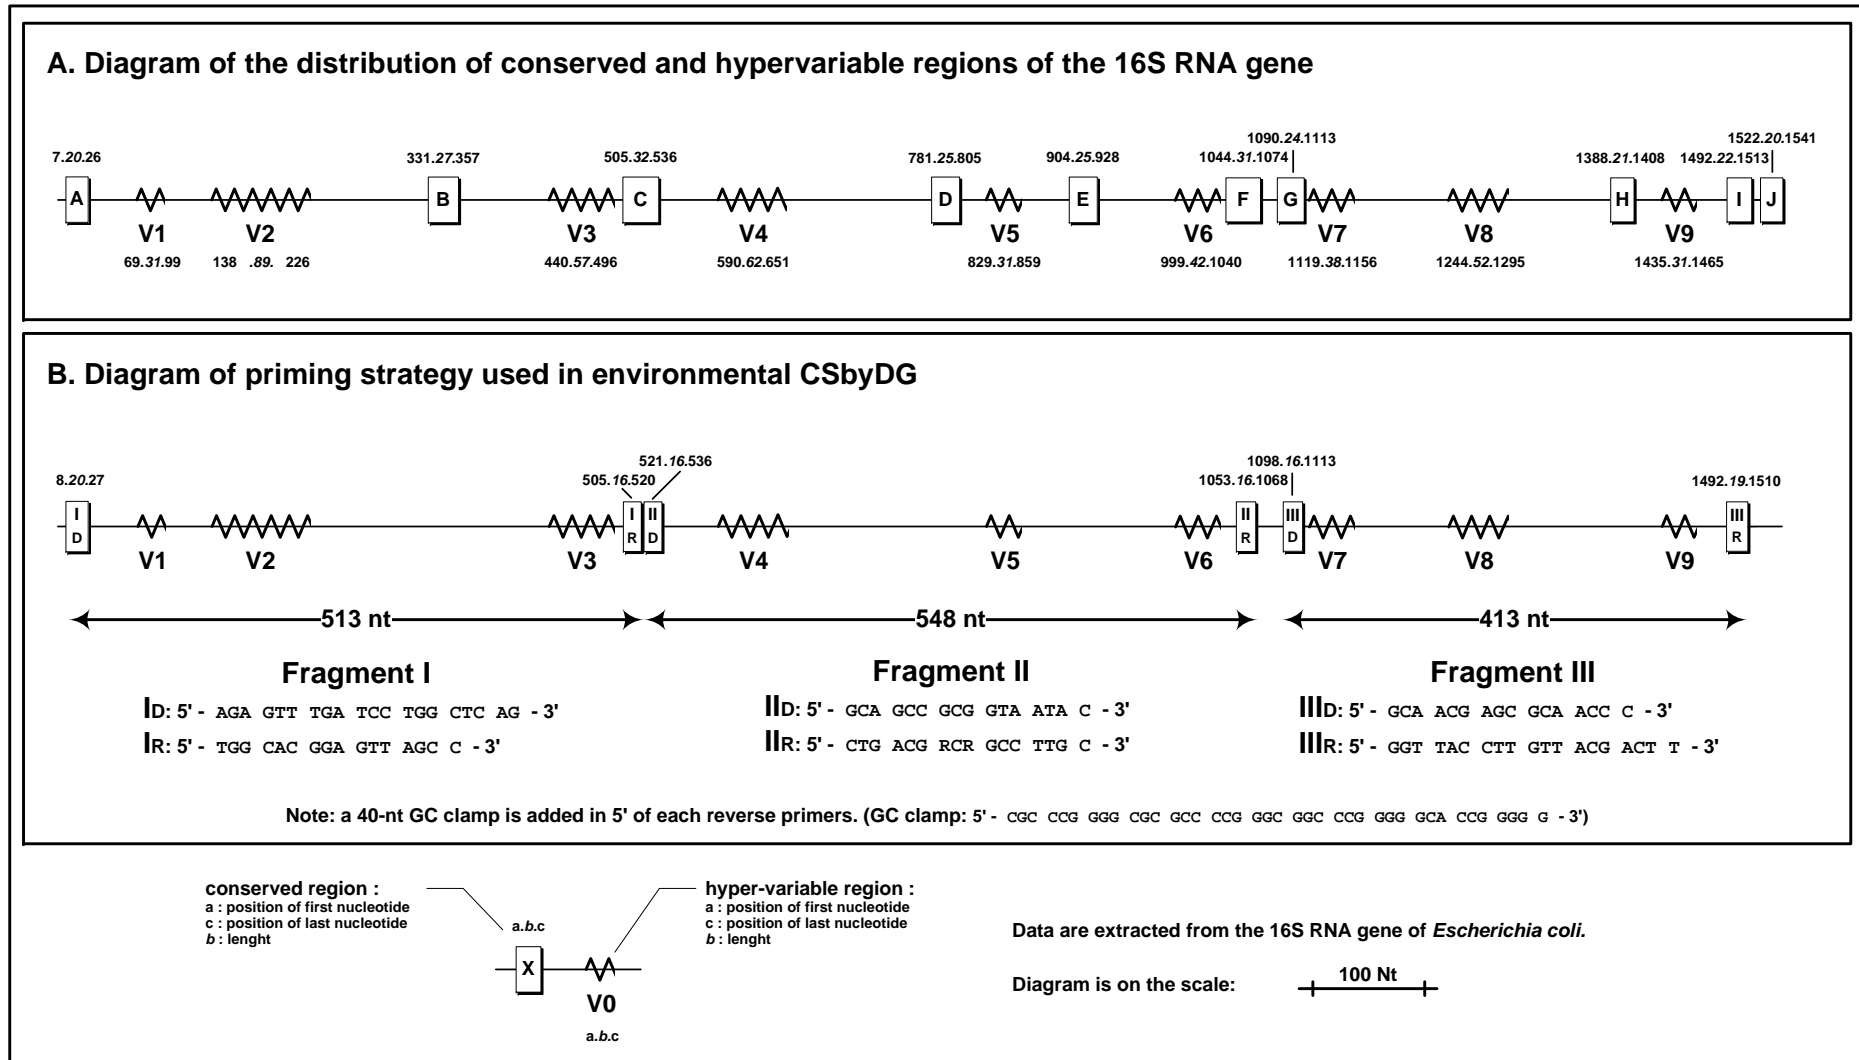 A. Diagram of the distribution of conserved and hypervariable regions of the 16S RNA gene
1090.24.1113 1522.20.1541
7.20.26 331.27.357 505.32.536 781.25.805 904.25.928 1044.31.1074 1388.21.1408 1492.22.1513
A B C D E F G H I J
V1 V2 V3 V4 V5 V6 V7 V8 V9
69.31.99 138 .89. 226 440.57.496 590.62.651 829.31.859 999.42.1040 1119.38.1156 1244.52.1295 1435.31.1465
B. Diagram of priming strategy used in environmental CSbyDG
521.16.536 1098.16.1113
8.20.27 505.16.520 1053.16.1068 1492.19.1510
I I II II III III
D R D R D R
V1 V2 V3 V4 V5 V6 V7 V8 V9
513 nt 548 nt 413 nt
Fragment I Fragment II Fragment III
ID: 5' - AGA GTT TGA TCC TGG CTC AG - 3' IID: 5' - GCA GCC GCG GTA ATA C - 3' IIID: 5' - GCA ACG AGC GCA ACC C - 3'
IR: 5' - TGG CAC GGA GTT AGC C - 3' IIR: 5' - CTG ACG RCR GCC TTG C - 3' IIIR: 5' - GGT TAC CTT GTT ACG ACT T - 3'
Note: a 40-nt GC clamp is added in 5' of each reverse primers. (GC clamp: 5' - CGC CCG GGG CGC GCC CCG GGC GGC CCG GGG GCA CCG GGG G - 3')
conserved region :
a : position of first nucleotide
c : position of last nucleotide
b : lenght
a.b.c
X
V0
a.b.c
hyper-variable region :
a : position of first nucleotide
c : position of last nucleotide
b : lenght
Data are extracted from the 16S RNA gene of Escherichia coli.
Diagram is on the scale: 100 Nt